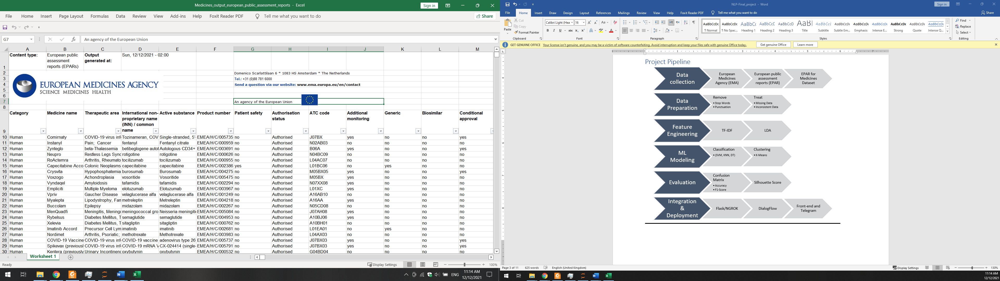 Medicines_output_european_public_assessment_reports - Excel
Sign in
File Home Insert Page Layout Formulas Data Review View Add-ins Help Foxit Reader PDF Tell me what you want to do Share
G7 fx An agency of the European Union
A B C D E F G H I J K L M
1 Content type: European public assessment reports (EPARs) Output generated at: Sun, 12/12/2021 - 02:00
2 Domenico Scarlattilaan 6 * 1083 HS Amsterdam * The Netherlands
3 Tel.: +31 (0)88 781 6000
4 Send a question via our website: www.ema.europa.eu/en/contact
EUROPEAN MEDICINES AGENCY
SCIENCE MEDICINES HEALTH
5
6
7 An agency of the European Union
8
9 Category Medicine name Therapeutic area International non-proprietary name (INN) / common name Active substance Product number Patient safety Authorisation status ATC code Additional monitoring Generic Biosimilar Conditional approval
10 Human Comirnaty COVID-19 virus inf Tozinameran, COV Single-stranded, 5'- EMEA/H/C/005735 no Authorised J07BX yes no no yes
11 Human Instanyl Pain; Cancer fentanyl Fentanyl citrate EMEA/H/C/000959 no Authorised N02AB03 no no no no
12 Human Zynteglo beta-Thalassemia betibeglogene autot Autologous CD34+ EMEA/H/C/003691 no Authorised B06A yes no no yes
13 Human Neupro Restless Legs Sync rotigotine rotigotine EMEA/H/C/000626 no Authorised N04BC09 no no no no
14 Human RoActemra Arthritis, Rheumato tocilizumab tocilizumab EMEA/H/C/000955 no Authorised L04AC07 no no no no
15 Human Capecitabine Acco Colonic Neoplasms capecitabine capecitabine EMEA/H/C/002386 yes Authorised L01BC06 no yes no no
16 Human Crysvita Hypophosphatemia burosumab Burosumab EMEA/H/C/004275 no Authorised M05BX05 yes no no yes
17 Human Voxzogo Achondroplasia vosoritide Vosoritide EMEA/H/C/005475 no Authorised M05BX yes no no no
18 Human Vyndaqel Amyloidosis tafamidis tafamidis EMEA/H/C/002294 no Authorised N07XX08 yes no no no
19 Human Empliciti Multiple Myeloma elotuzumab Elotuzumab EMEA/H/C/003967 no Authorised L01XC yes no no no
20 Human Vpriv Gaucher Disease velaglucerase alfa velaglucerase alfa EMEA/H/C/001249 no Authorised A16AB10 no no no no
21 Human Myalepta Lipodystrophy, Fam metreleptin Metreleptin EMEA/H/C/004218 no Authorised A16AA yes no no no
22 Human Buccolam Epilepsy midazolam midazolam EMEA/H/C/002267 no Authorised N05CD08 no no no no
23 Human MenQuadfi Meningitis, Meningo meningococcal gro Neisseria meningiti EMEA/H/C/005084 no Authorised J07AH08 yes no no no
24 Human Rybelsus Diabetes Mellitus, T semaglutide semaglutide EMEA/H/C/004953 no Authorised A10BJ06 yes no no no
25 Human Xelevia Diabetes Mellitus, T sitagliptin sitagliptin EMEA/H/C/000762 no Authorised A10BH01 no no no no
26 Human Imatinib Accord Precursor Cell Lym imatinib imatinib EMEA/H/C/002681 no Authorised L01EA01 no yes no no
27 Human Nordimet Arthritis, Psoriatic; methotrexate Methotrexate EMEA/H/C/003983 no Authorised L04AX03 no no no no
28 Human COVID-19 Vaccine COVID-19 virus inf COVID-19 vaccine adenovirus type 26 EMEA/H/C/005737 no Authorised J07BX03 yes no no yes
29 Human Spikevax (previousl COVID-19 virus inf COVID-19 mRNA V CX-024414 (single- EMEA/H/C/005791 no Authorised J07BX03 yes no no yes
30 Human Kentera (previously Urinary Incontinenc oxybutynin oxybutynin EMEA/H/C/000532 no Authorised G04BD04 no no no no
Worksheet 1
Ready Display Settings 100%
ENG 11:14 AM
12/12/2021
NLP-Final_project - Word
Sign in
File Home Insert Draw Design Layout References Mailings Review View Help Foxit Reader PDF Tell me what you want to do Share
Paste Cut Copy Format Painter
Calibri Light (Hea 16
AaBbCcDc AaBbCcDc AaBbCc AaBbCcE AaBbCcD AaBl AaBbCcL AaBbCcDc AaBbCcDc AaBbCcDc AaBbCcDc AaBbCcDc AaBbCcDc
¶ Normal ¶ No Spac... Heading 1 Heading 2 Heading 3 Title Subtitle Subtle Em... Emphasis Intense E... Strong Quote Intense Q...
Find Replace Select
Clipboard Font Paragraph Styles Editing
GET GENUINE OFFICE Your license isn't genuine, and you may be a victim of software counterfeiting. Avoid interruption and keep your files safe with genuine Office today. Get genuine Office Learn more
Project Pipeline
Data collection
European Medicines Agency (EMA)
European public assessment reports (EPAR)
EPAR for Medicines Dataset
Data Preparation
Remove
• Stop Words
• Punctuation
Treat
• Missing Data
• Inconsistent Data
Feature Engineering
TF-IDF
LDA
ML Modeling
Classification
• (SVM, KNN, DT)
Clustering
• K-Means
Evaluation
Confusion Matrix
• Accuracy
• F1-Score
Silhouette Score
Integration & Deployment
Flask/NGROK
DialogFlow
Front-end and Telegram
Page 3 of 11 625 words English (United Kingdom) Display Settings 130%
11:14 AM
12/12/2021